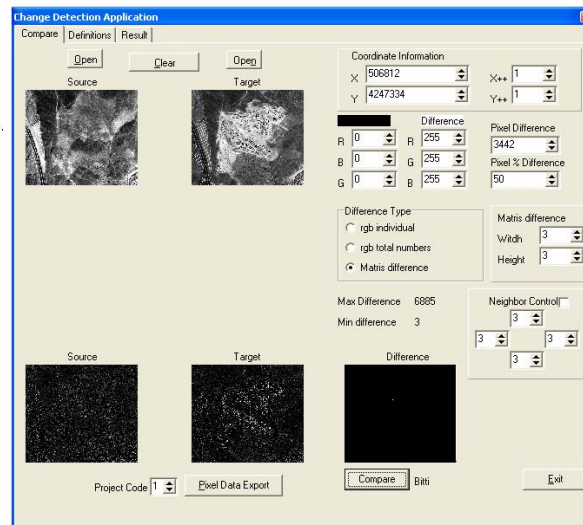 Change Detection Application
Compare Definitions Result
Open Clear Open
Source Target
Coordinate Information
X 506812 X++ 1
Y 4247334 Y++ 1
Difference
R 0 R 255
B 0 G 255
G 0 B 255
Pixel Difference
3442
Pixel % Difference
50
Difference Type
rgb individual
rgb total numbers
Matris difference
Matris difference
Witdh 3
Height 3
Max Difference 6885
Min difference 3
Neighbor Control
3
3 3
3
Source Target Difference
Project Code 1 Pixel Data Export
Compare Bitti Exit